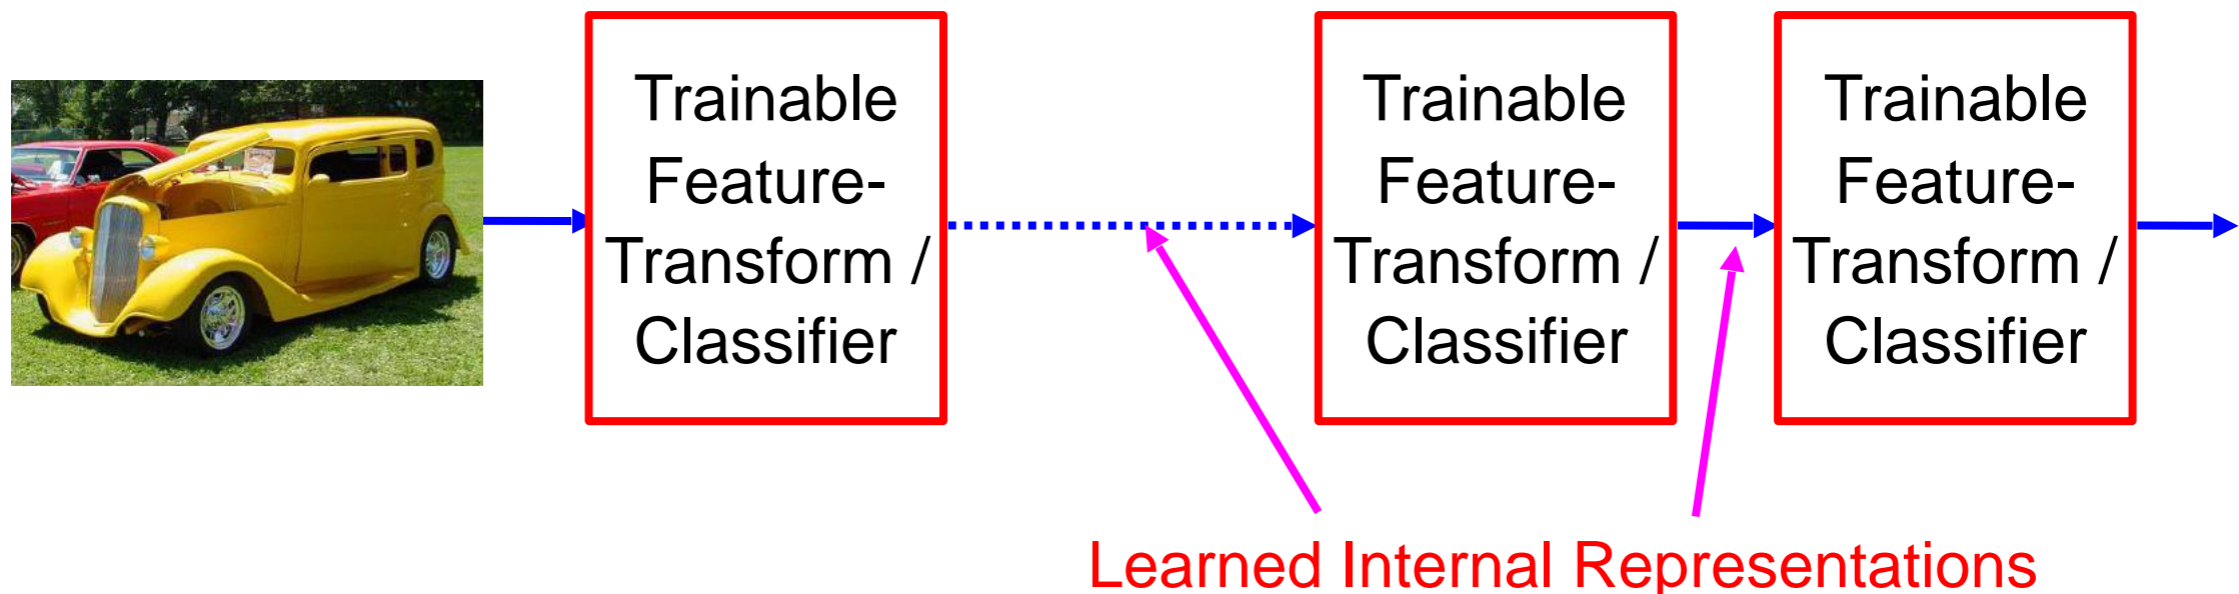 Trainable
Feature-
Transform /
Classifier
Trainable
Feature-
Transform /
Classifier
Trainable
Feature-
Transform /
Classifier
Learned Internal Representations